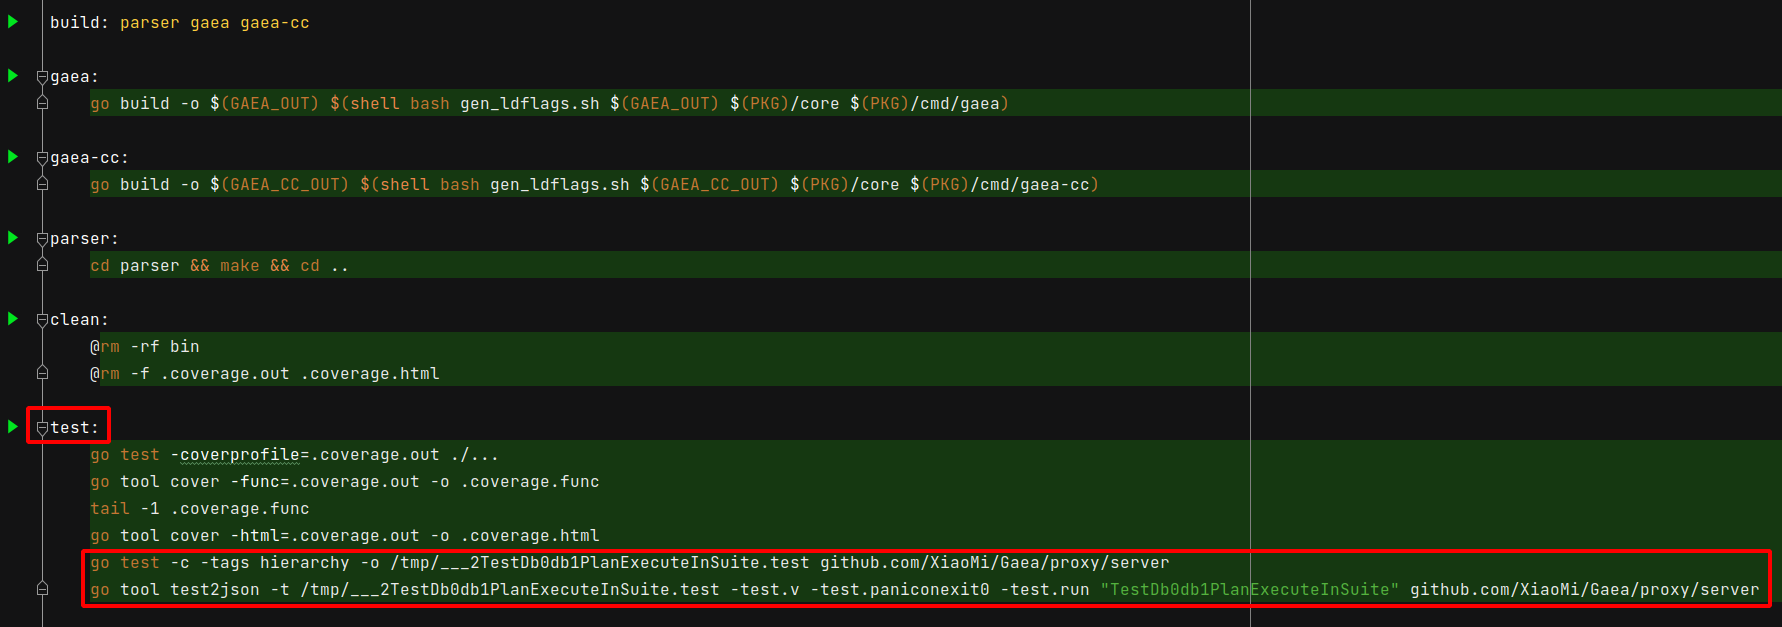 build: parser gaea gaea-cc
gaea:
go build -o $(GAEA_OUT) $(shell bash gen_ldflags.sh $(GAEA_OUT) $(PKG)/core $(PKG)/cmd/gaea)
gaea-cc:
go build -o $(GAEA_CC_OUT) $(shell bash gen_ldflags.sh $(GAEA_CC_OUT) $(PKG)/core $(PKG)/cmd/gaea-cc)
parser:
cd parser && make && cd ..
clean:
@rm -rf bin
@rm -f .coverage.out .coverage.html
test:
go test -coverprofile=.coverage.out ./...
go tool cover -func=.coverage.out -o .coverage.func
tail -1 .coverage.func
go tool cover -html=.coverage.out -o .coverage.html
go test -c -tags hierarchy -o /tmp/___2TestDb0db1PlanExecuteInSuite.test github.com/XiaoMi/Gaea/proxy/server
go tool test2json -t /tmp/___2TestDb0db1PlanExecuteInSuite.test -test.v -test.paniconexit0 -test.run "TestDb0db1PlanExecuteInSuite" github.com/XiaoMi/Gaea/proxy/server